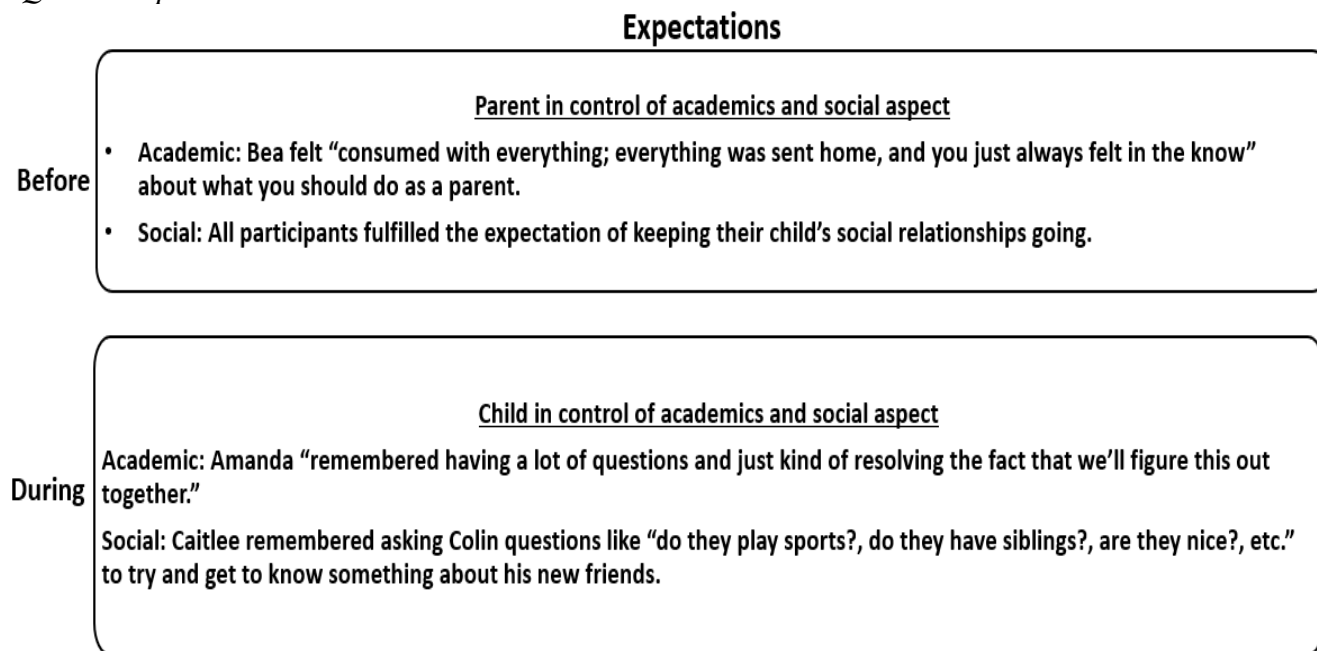 Expectations
Parent in control of academics and social aspect
• Academic: Bea felt “consumed with everything; everything was sent home, and you just always felt in the know”
about what you should do as a parent.
Before
• Social: All participants fulfilled the expectation of keeping their child’s social relationships going.
Child in control of academics and social aspect
Academic: Amanda “remembered having a lot of questions and just kind of resolving the fact that we’ll figure this out
During
together.”
Social: Caitlee remembered asking Colin questions like “do they play sports?, do they have siblings?, are they nice?, etc.”
to try and get to know something about his new friends.